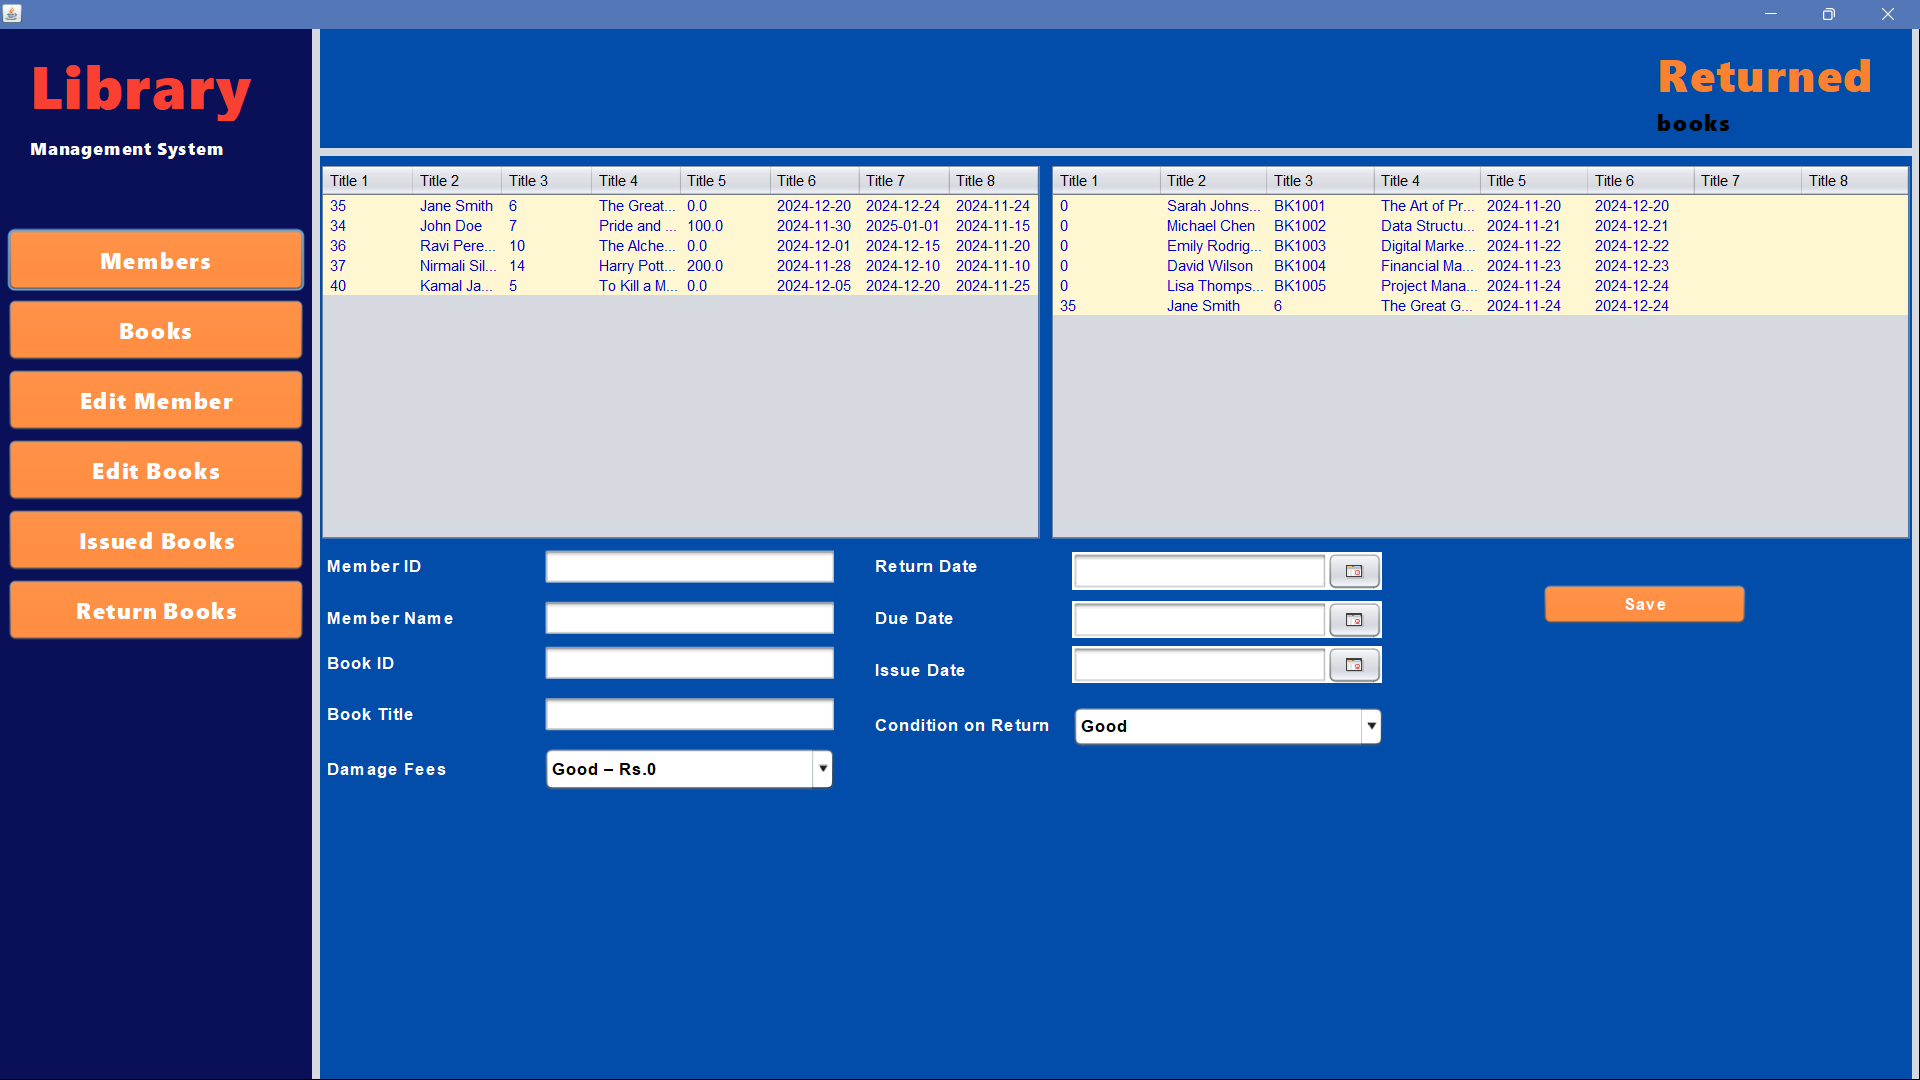 Library
Management System
Members
Books
Edit Member
Edit Books
Issued Books
Return Books
Returned
books
Title 1 Title 2 Title 3 Title 4 Title 5 Title 6 Title 7 Title 8
35 Jane Smith 6 The Great... 0.0 2024-12-20 2024-12-24 2024-11-24
34 John Doe 7 Pride and ... 100.0 2024-11-30 2025-01-01 2024-11-15
36 Ravi Pere... 10 The Alche... 0.0 2024-12-01 2024-12-15 2024-11-20
37 Nirmali Sil... 14 Harry Pott... 200.0 2024-11-28 2024-12-10 2024-11-10
40 Kamal Ja... 5 To Kill a M... 0.0 2024-12-05 2024-12-20 2024-11-25
Title 1 Title 2 Title 3 Title 4 Title 5 Title 6 Title 7 Title 8
0 Sarah Johns... BK1001 The Art of Pr... 2024-11-20 2024-12-20
0 Michael Chen BK1002 Data Structu... 2024-11-21 2024-12-21
0 Emily Rodrig... BK1003 Digital Marke... 2024-11-22 2024-12-22
0 David Wilson BK1004 Financial Ma... 2024-11-23 2024-12-23
0 Lisa Thomps... BK1005 Project Mana... 2024-11-24 2024-12-24
35 Jane Smith 6 The Great G... 2024-11-24 2024-12-24
Member ID
Member Name
Book ID
Book Title
Damage Fees Good – Rs.0
Return Date
Due Date
Issue Date
Condition on Return Good
Save